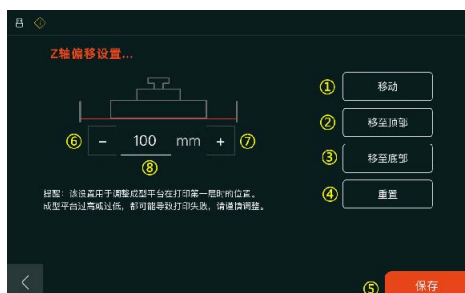 Z轴偏移设置...
① 移动
② 移至顶部
③ 移至底部
④ 重置
⑥ − 100 mm + ⑦
⑧
提醒：该设置用于调整成型平台在打印第一层时的位置。
成型平台过高或过低，都可能导致打印失败，请谨慎调整。
⑤ 保存